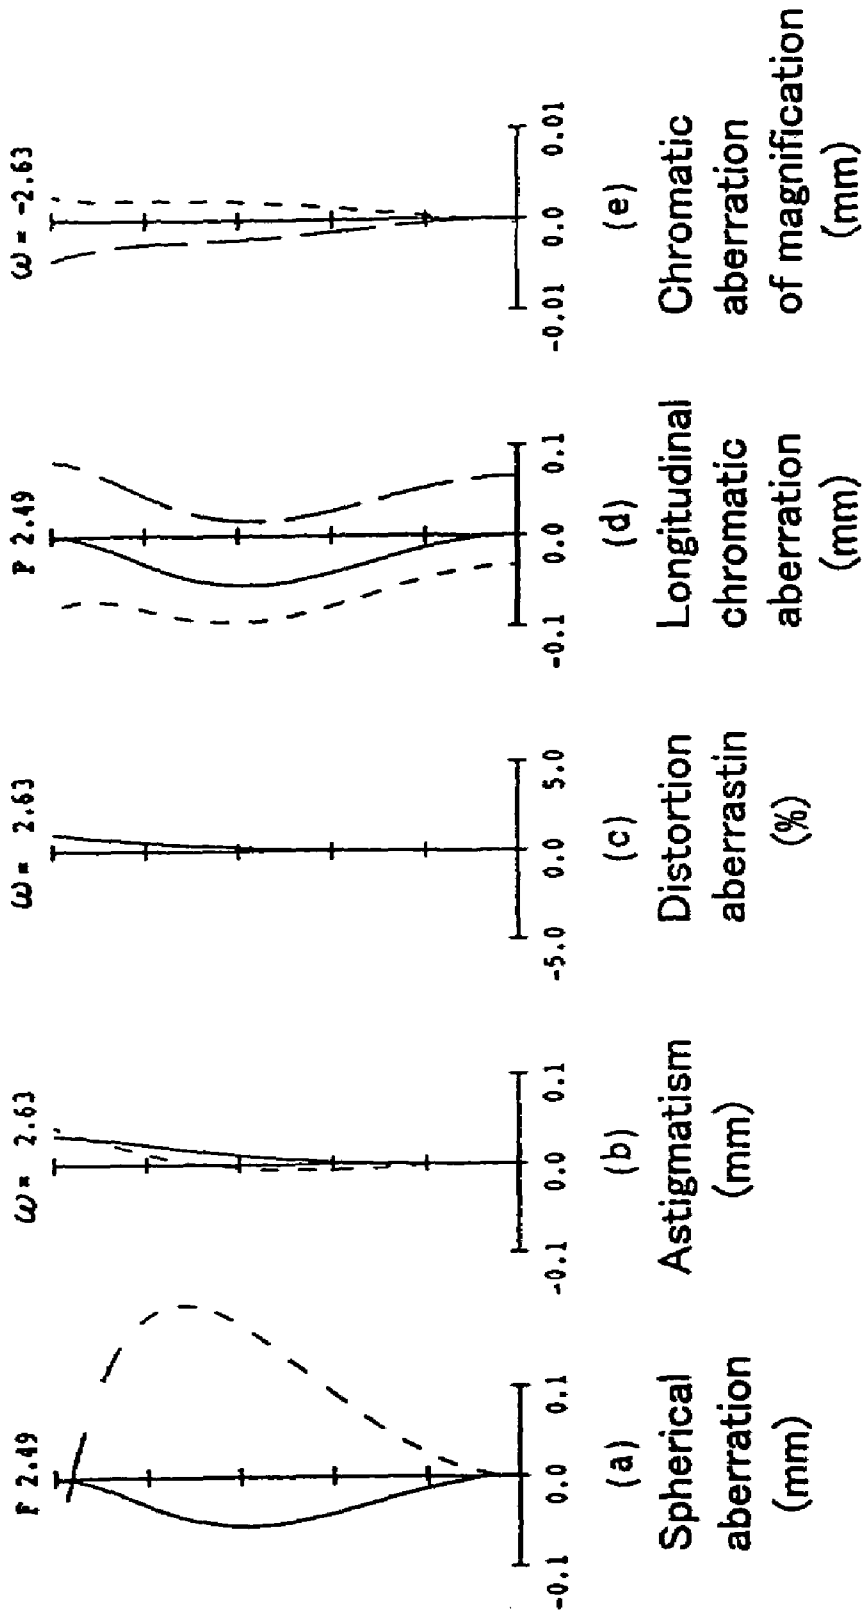 F 2.49
-0.1 0.0 0.1
(a)
Spherical
aberration
(mm)
ω= 2.63
-0.1 0.0 0.1
(b)
Astigmatism
(mm)
ω= 2.63
-5.0 0.0 5.0
(c)
Distortion
aberrastin
(%)
F 2.49
-0.1 0.0 0.1
(d)
Longitudinal
chromatic
aberration
(mm)
ω= -2.63
-0.01 0.0 0.01
(e)
Chromatic
aberration
of magnification
(mm)